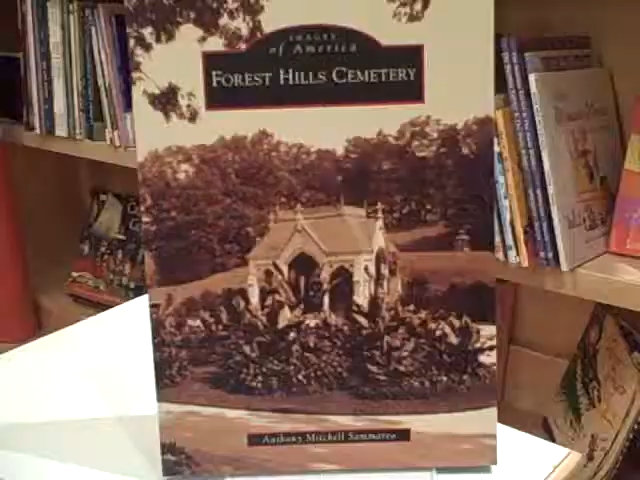 IMAGES
of America
FOREST HILLS CEMETERY
Anthony Mitchell Sammarco